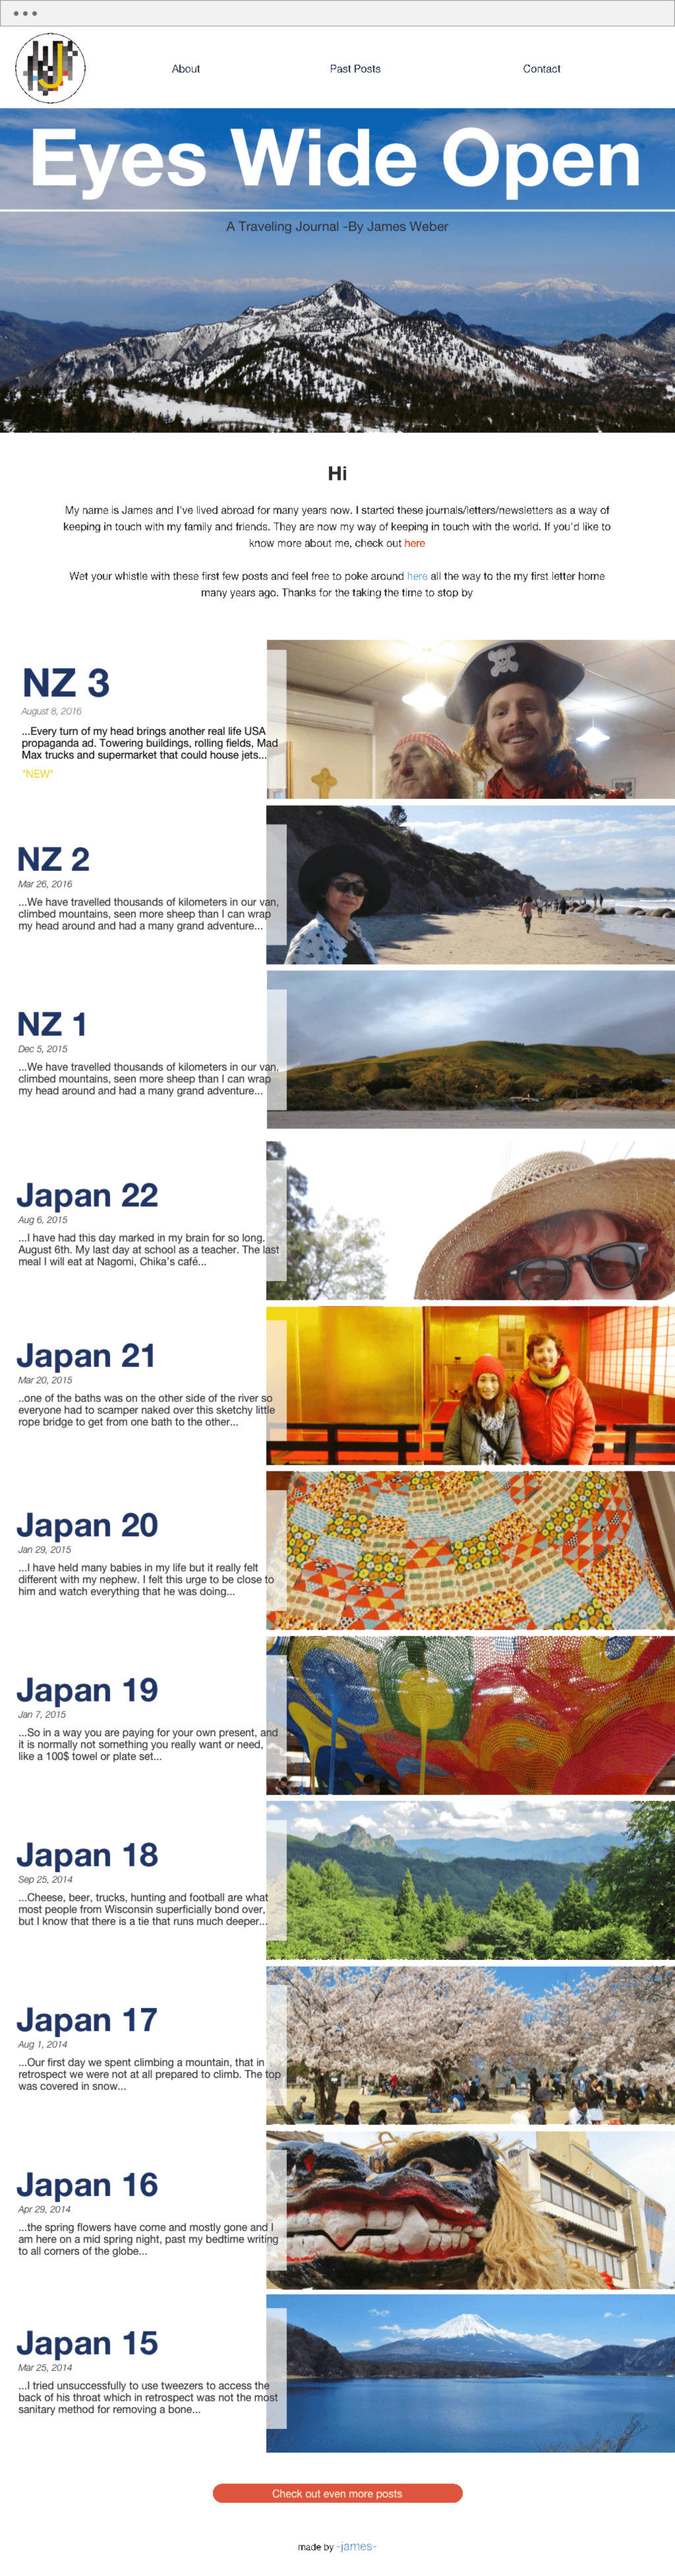 About Past Posts Contact
Eyes Wide Open
A Traveling Journal -By James Weber
Hi
My name is James and I've lived abroad for many years now. I started these journals/letters/newsletters as a way of
keeping in touch with my family and friends. They are now my way of keeping in touch with the world. If you'd like to
know more about me, check out here
Wet your whistle with these first few posts and feel free to poke around here all the way to the my first letter home
many years ago. Thanks for the taking the time to stop by
NZ 3
August 8, 2016
...Every turn of my head brings another real life USA
propaganda ad. Towering buildings, rolling fields, Mad
Max trucks and supermarket that could house jets...
*NEW*
NZ 2
Mar 26, 2016
...We have travelled thousands of kilometers in our van,
climbed mountains, seen more sheep than I can wrap
my head around and had a many grand adventure...
NZ 1
Dec 5, 2015
...We have travelled thousands of kilometers in our van,
climbed mountains, seen more sheep than I can wrap
my head around and had a many grand adventure...
Japan 22
Aug 6, 2015
...I have had this day marked in my brain for so long.
August 6th. My last day at school as a teacher. The last
meal I will eat at Nagomi, Chika's café...
Japan 21
Mar 20, 2015
..one of the baths was on the other side of the river so
everyone had to scamper naked over this sketchy little
rope bridge to get from one bath to the other...
Japan 20
Jan 29, 2015
...I have held many babies in my life but it really felt
different with my nephew. I felt this urge to be close to
him and watch everything that he was doing...
Japan 19
Jan 7, 2015
...So in a way you are paying for your own present, and
it is normally not something you really want or need,
like a 100$ towel or plate set...
Japan 18
Sep 25, 2014
...Cheese, beer, trucks, hunting and football are what
most people from Wisconsin superficially bond over,
but I know that there is a tie that runs much deeper...
Japan 17
Aug 1, 2014
...Our first day we spent climbing a mountain, that in
retrospect we were not at all prepared to climb. The top
was covered in snow...
Japan 16
Apr 29, 2014
...the spring flowers have come and mostly gone and I
am here on a mid spring night, past my bedtime writing
to all corners of the globe...
Japan 15
Mar 25, 2014
...I tried unsuccessfully to use tweezers to access the
back of his throat which in retrospect was not the most
sanitary method for removing a bone...
Check out even more posts
made by -james-